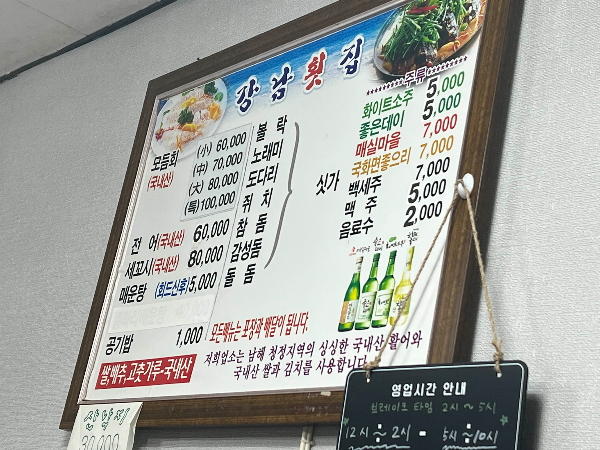 강남횟집
모듬회 (국내산)
(小) 60,000
(中) 70,000
(大) 80,000
(특) 100,000
전 어 (국내산) 60,000
세꼬시 (국내산) 80,000
매운탕 (회드신후) 5,000
공기밥 1,000
볼 락
노래미
도다리
쥐 치
참 돔
감성돔
돌 돔
싯가
*주류*
화이트소주 5,000
좋은데이 5,000
매실마을 7,000
국화면좋으리 7,000
백세주 7,000
맥 주 5,000
음료수 2,000
모든메뉴는 포장과 배달이 됩니다.
저희업소는 남해 청정지역의 싱싱한 국내산 활어와
국내산 쌀과 김치를 사용합니다.
쌀,배추,고춧가루-국내산
30,000
영업시간 안내
브레이크 타임 2시~5시
12시~2시 - 5시~10시